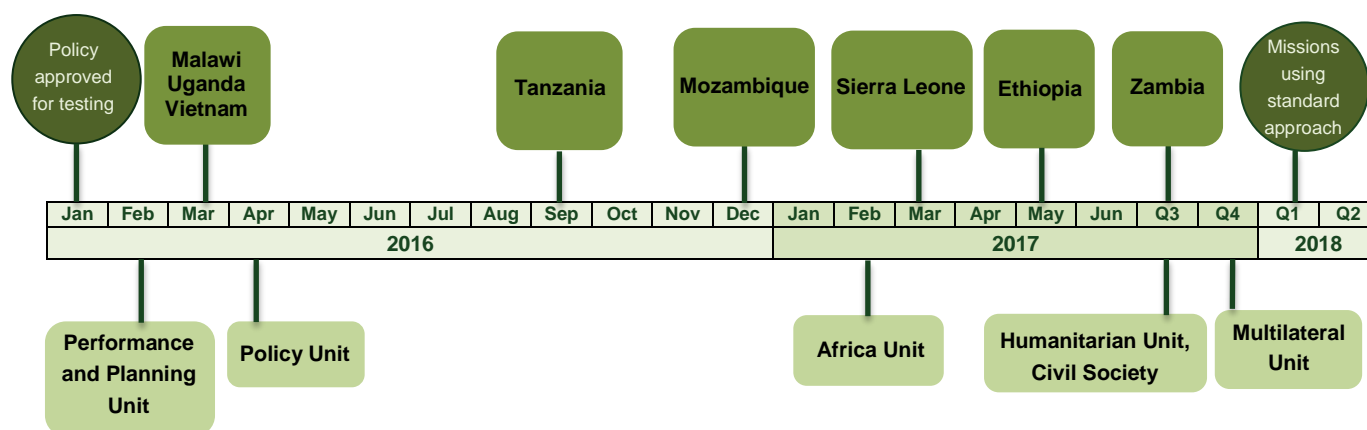 Policy
approved
for testing
Malawi
Uganda
Vietnam
Tanzania
Mozambique
Sierra Leone
Ethiopia
Zambia
Missions
using
standard
approach
Jan Feb Mar Apr May Jun Jul Aug Sep Oct Nov Dec Jan Feb Mar Apr May Jun Q3 Q4 Q1 Q2
2016 2017 2018
Performance
and Planning
Unit
Policy Unit
Africa Unit
Humanitarian Unit,
Civil Society
Multilateral
Unit